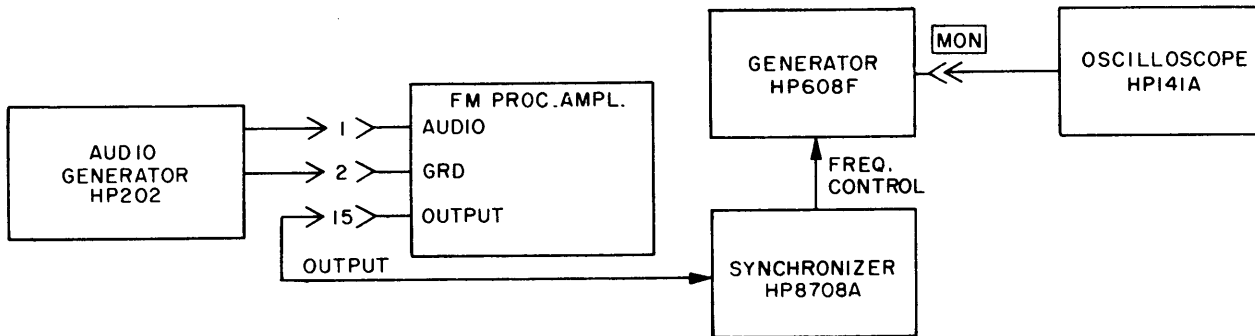 AUDIO
GENERATOR
HP202
1
2
15
FM PROC. AMPL.
AUDIO
GRD
OUTPUT
OUTPUT
GENERATOR
HP608F
MON
OSCILLOSCOPE
HP141A
FREQ.
CONTROL
SYNCHRONIZER
HP8708A